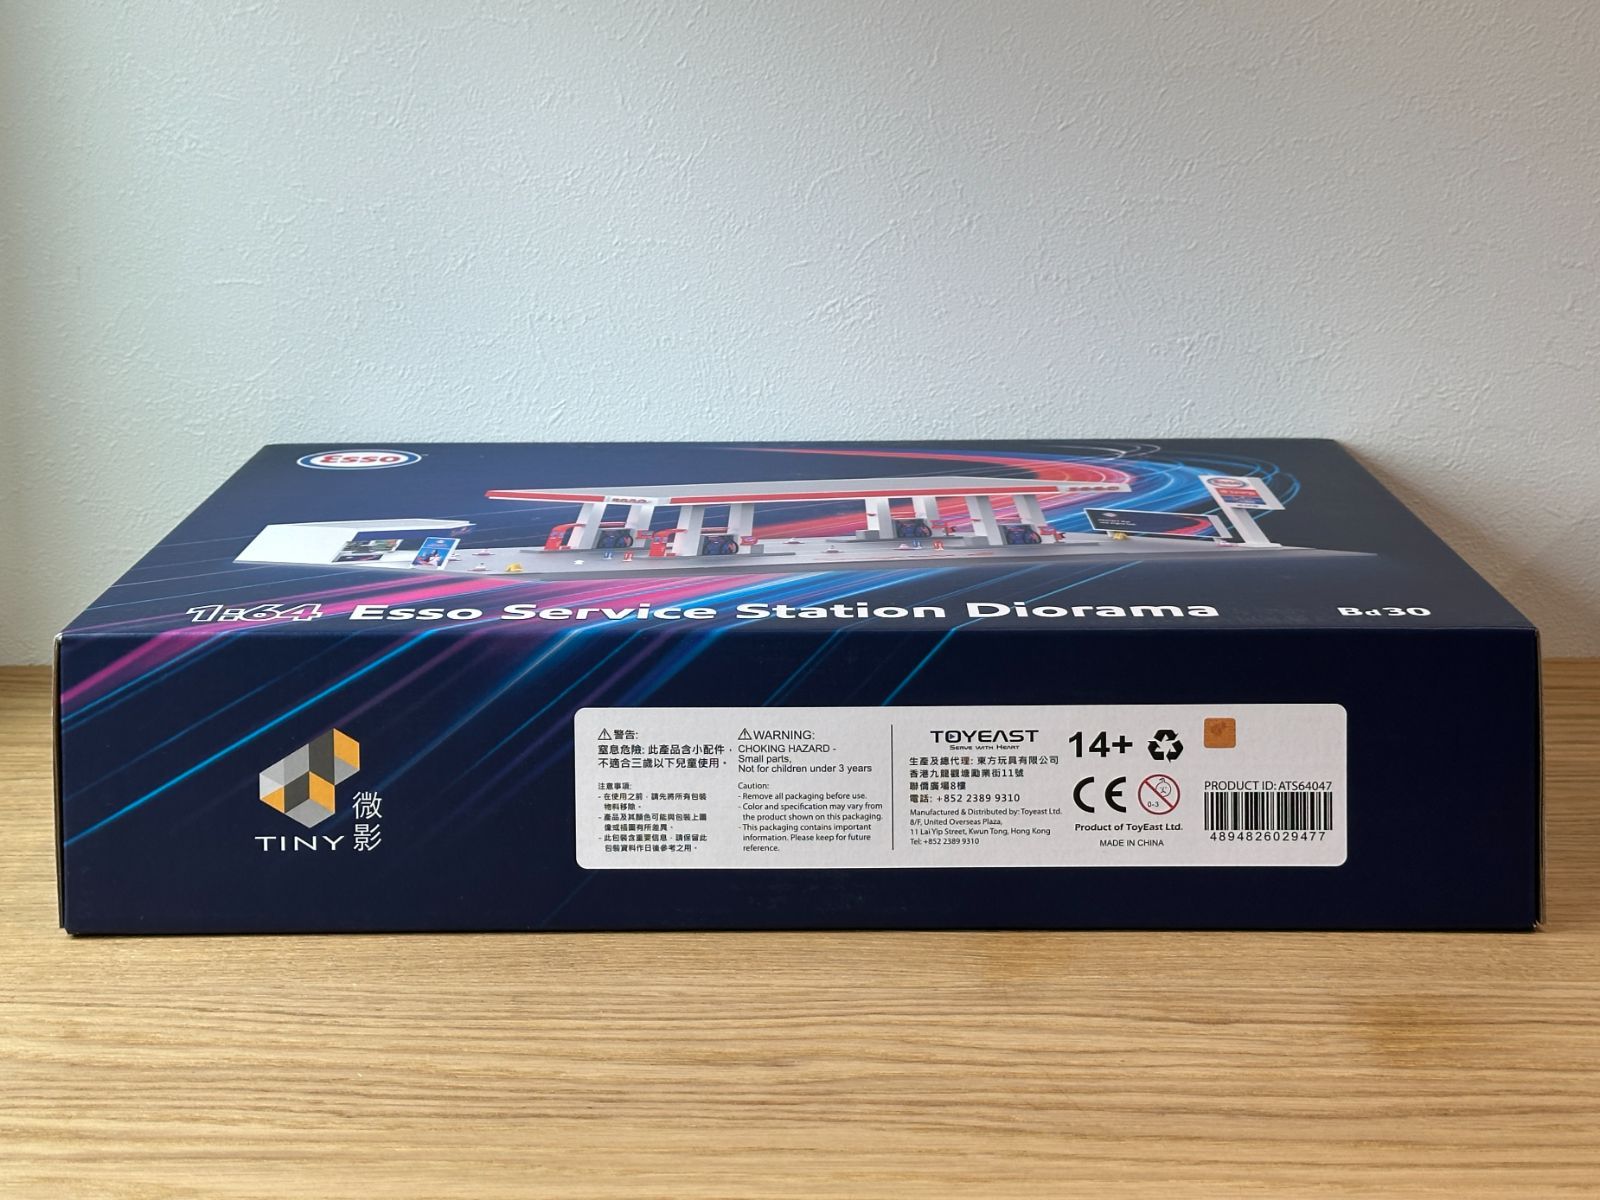 Esso
Esso
1:64 Esso Service Station Diorama Bd30
TINY 微影
⚠警告:
窒息危險: 此產品含小配件,
不適合三歲以下兒童使用。
注意事項:
- 在使用之前,請先將所有包裝
物料移除。
- 產品及其顏色可能與包裝上圖
像或插圖有所差異。
- 此包裝含重要信息,請保留此
包裝資料作日後參考之用。
⚠WARNING:
CHOKING HAZARD -
Small parts,
Not for children under 3 years
Caution:
- Remove all packaging before use.
- Color and specification may vary from
the product shown on this packaging.
- This packaging contains important
information. Please keep for future
reference.
TOYEAST
SERVE WITH HEART
生產及總代理: 東方玩具有限公司
香港九龍觀塘勵業街11號
聯僑廣場8樓
電話: +852 2389 9310
Manufactured & Distributed by: Toyeast Ltd.
8/F, United Overseas Plaza,
11 Lai Yip Street, Kwun Tong, Hong Kong
Tel: +852 2389 9310
14+
CE
0-3
Product of ToyEast Ltd.
MADE IN CHINA
PRODUCT ID: ATS64047
4894826029477